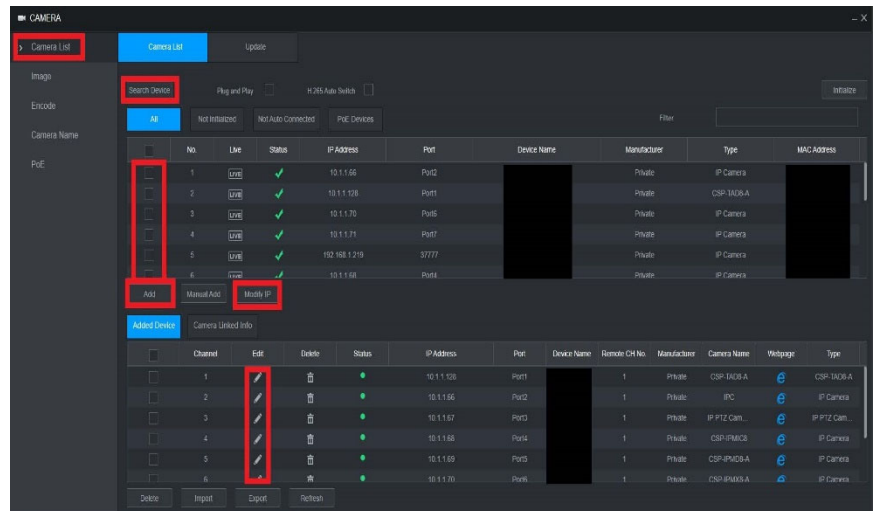 CAMERA
– X
Camera List
Image
Encode
Camera Name
PoE
Camera List Update
Search Device Plug and Play H.265 Auto Switch Initialize
All Not Initialized Not Auto Connected PoE Devices Filter
No. Live Status IP Address Port Device Name Manufacturer Type MAC Address
1 LIVE 10.1.1.66 Port2 Private IP Camera
2 LIVE 10.1.1.128 Port1 Private CSP-TAD8-A
3 LIVE 10.1.1.70 Port6 Private IP Camera
4 LIVE 10.1.1.71 Port7 Private IP Camera
5 LIVE 192.168.1.219 37777 Private IP Camera
6 LIVE 10.1.1.68 Port4 Private IP Camera
Add Manual Add Modify IP
Added Device Camera Linked Info
Channel Edit Delete Status IP Address Port Device Name Remote CH No. Manufacturer Camera Name Webpage Type
1 Port1 1 Private CSP-TAD8-A CSP-TAD8-A
2 10.1.1.66 Port2 1 Private IPC IP Camera
3 10.1.1.67 Port3 1 Private IP PTZ Cam... IP PTZ Cam...
4 10.1.1.68 Port4 1 Private CSP-IPMIC8 IP Camera
5 10.1.1.69 Port5 1 Private CSP-IPMD8-A IP Camera
6 10.1.1.70 Port6 1 Private CSP-IPMX8-A IP Camera
Delete Import Export Refresh